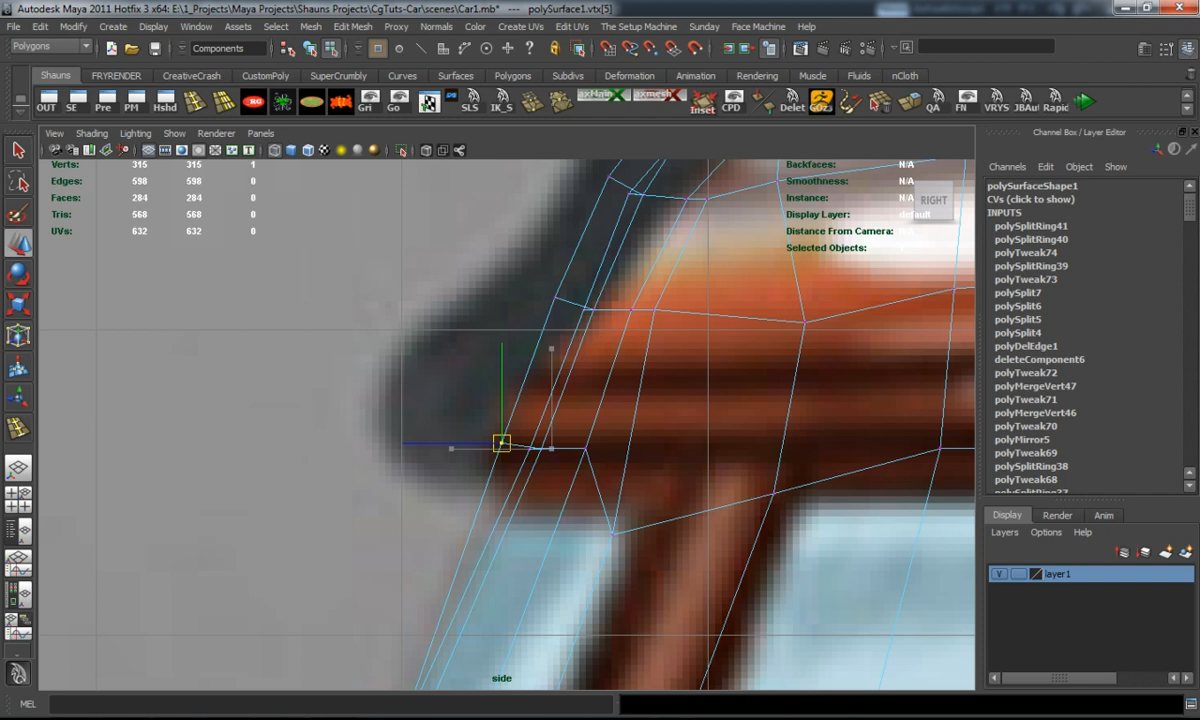 Autodesk Maya 2011 Hotfix 3 x64: E:\1_Projects\Maya Projects\Shauns Projects\CgTuts-Car\scenes\Car1.mb* --- polySurface1.vtx[5]
File Edit Modify Create Display Window Assets Select Mesh Edit Mesh Proxy Normals Color Create UVs Edit UVs The Setup Machine Sunday Face Machine Help
Polygons Components
Shauns FRYRENDER CreativeCrash CustomPoly SuperCrumbly Curves Surfaces Polygons Subdivs Deformation Animation Rendering Muscle Fluids nCloth
OUT SE Pre PM Hshd RG Gri Go SLS IK_S Inset CPD Delet GOz3 QA FN VRYS JBAut Rapic
View Shading Lighting Show Renderer Panels
Channel Box / Layer Editor
Channels Edit Object Show
Verts: 315 315 1
Edges: 598 598 0
Faces: 284 284 0
Tris: 568 568 0
UVs: 632 632 0
Backfaces: N/A
Smoothness: N/A
Instance: N/A
Display Layer: default
Distance From Camera:
Selected Objects:
RIGHT
side
polySurfaceShape1
CVs (click to show)
INPUTS
polySplitRing41
polySplitRing40
polyTweak74
polySplitRing39
polyTweak73
polySplit7
polySplit6
polySplit5
polySplit4
polyDelEdge1
deleteComponent6
polyTweak72
polyMergeVert47
polyTweak71
polyMergeVert46
polyTweak70
polyMirror5
polyTweak69
polySplitRing38
polyTweak68
Display Render Anim
Layers Options Help
V layer1
MEL